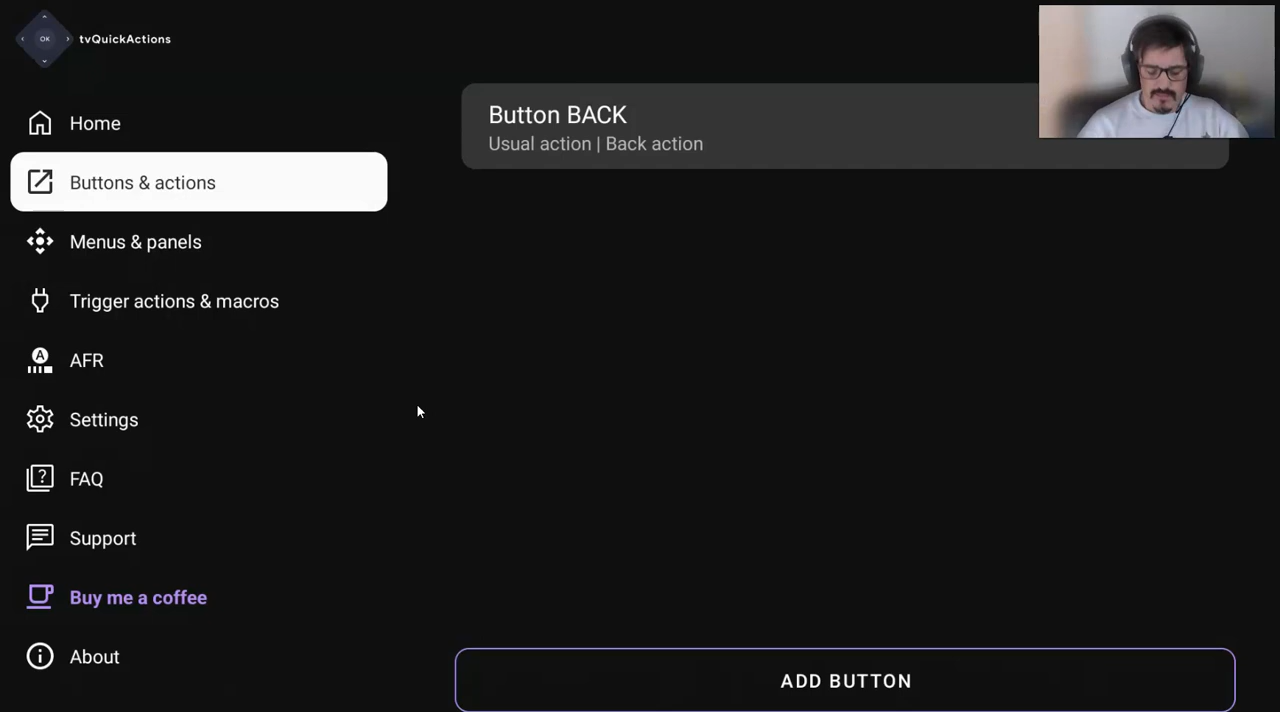 OK
tvQuickActions
Home
Buttons & actions
Menus & panels
Trigger actions & macros
A
AFR
Settings
?
FAQ
Support
Buy me a coffee
About
Button BACK
Usual action | Back action
ADD BUTTON